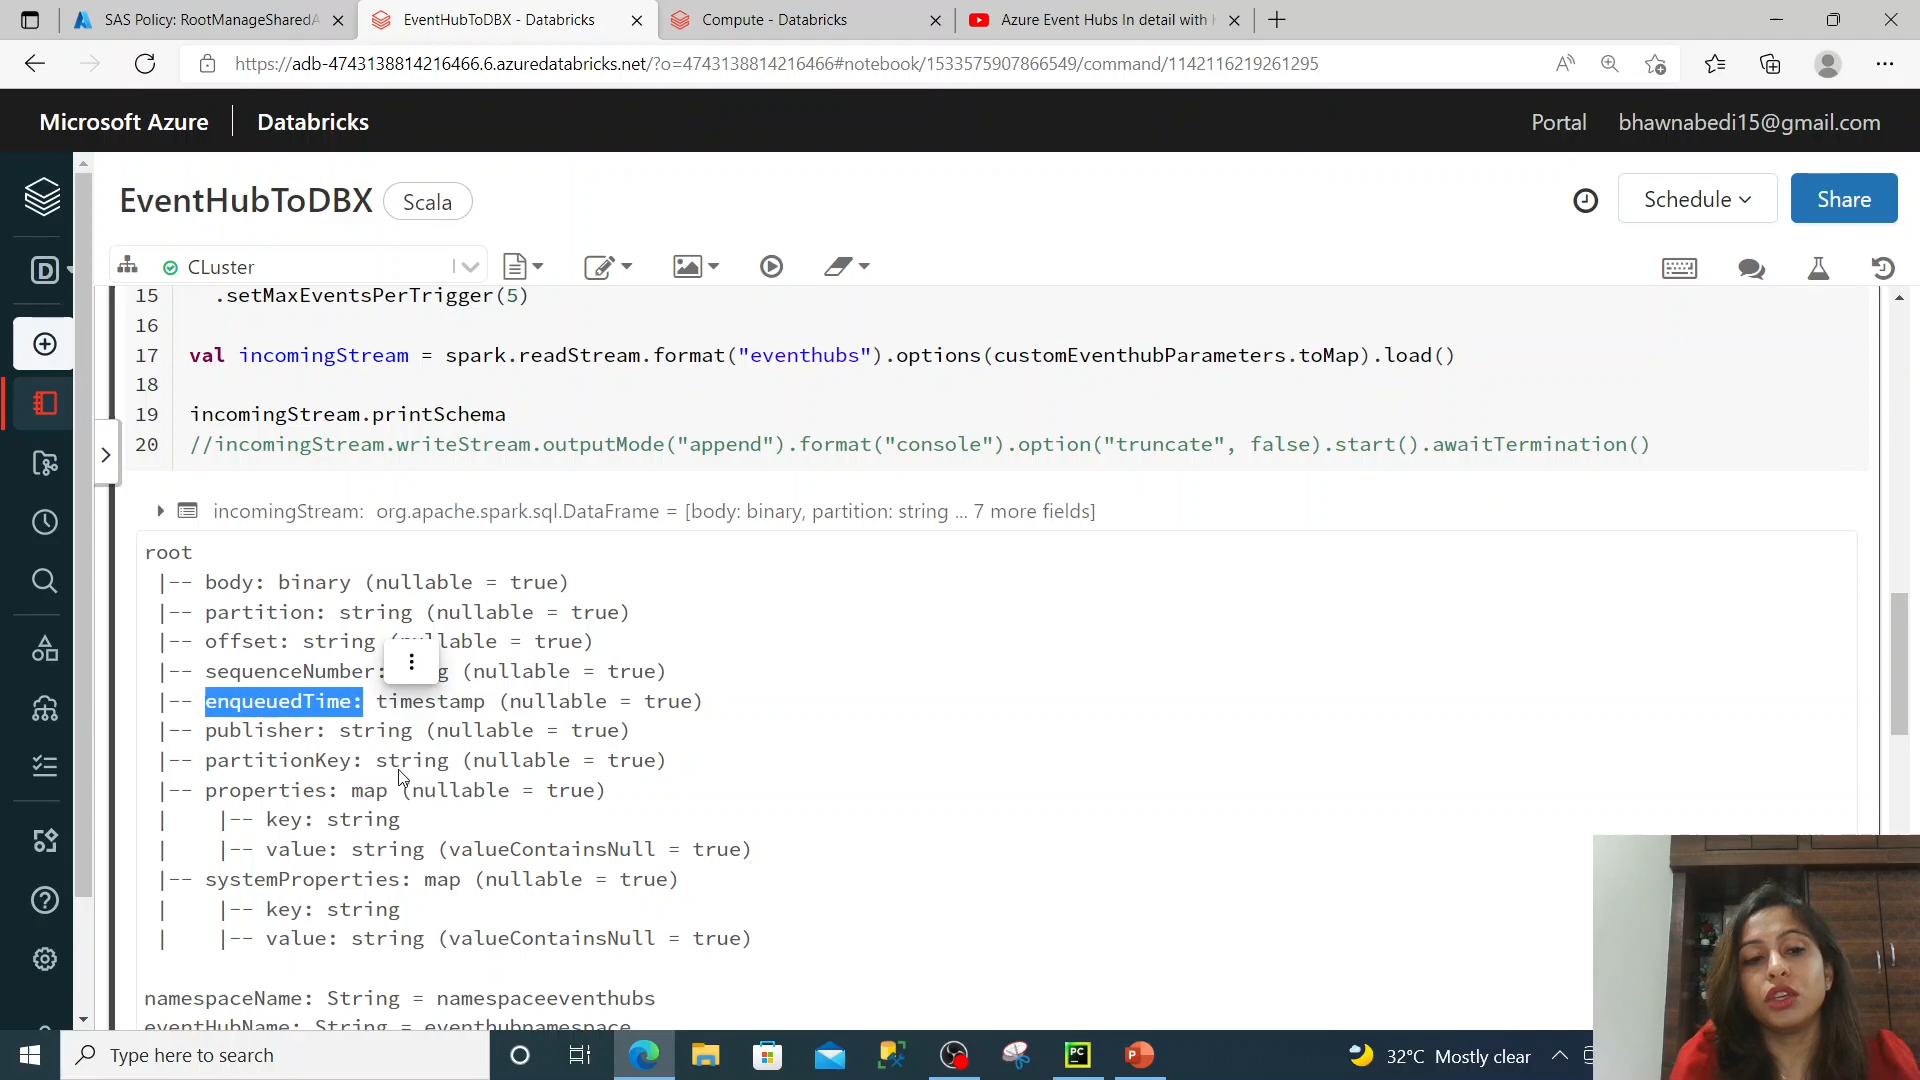 SAS Policy: RootManageSharedA
EventHubToDBX - Databricks
Compute - Databricks
Azure Event Hubs In detail with
https://adb-4743138814216466.6.azuredatabricks.net/?o=4743138814216466#notebook/1533575907866549/command/1142116219261295
Microsoft Azure
Databricks
Portal
bhawnabedi15@gmail.com
EventHubToDBX
Scala
Schedule
Share
D
CLuster
15 .setMaxEventsPerTrigger(5)
16
17 val incomingStream = spark.readStream.format("eventhubs").options(customEventhubParameters.toMap).load()
18
19 incomingStream.printSchema
20 //incomingStream.writeStream.outputMode("append").format("console").option("truncate", false).start().awaitTermination()
incomingStream: org.apache.spark.sql.DataFrame = [body: binary, partition: string ... 7 more fields]
root
|-- body: binary (nullable = true)
|-- partition: string (nullable = true)
|-- offset: string (nullable = true)
|-- sequenceNumber: (nullable = true)
|-- enqueuedTime: timestamp (nullable = true)
|-- publisher: string (nullable = true)
|-- partitionKey: string (nullable = true)
|-- properties: map (nullable = true)
| |-- key: string
| |-- value: string (valueContainsNull = true)
|-- systemProperties: map (nullable = true)
| |-- key: string
| |-- value: string (valueContainsNull = true)
namespaceName: String = namespaceeventhubs
eventHubName: String = eventhubnamespace
Type here to search
PC
P
32°C Mostly clear